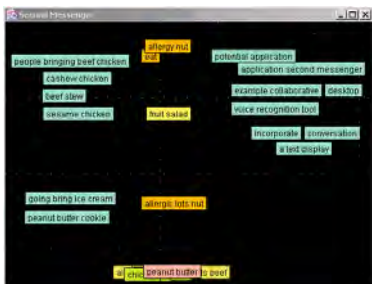 Second Messenger
allergy nut
eat
people bringing beef chicken
potential application
application second messenger
cashew chicken
beef stew
example collaborative desktop
sesame chicken
fruit salad
voice recognition tool
incorporate conversation
a text display
going bring ice cream
allergic lots nut
peanut butter cookie
peanut butter
beef